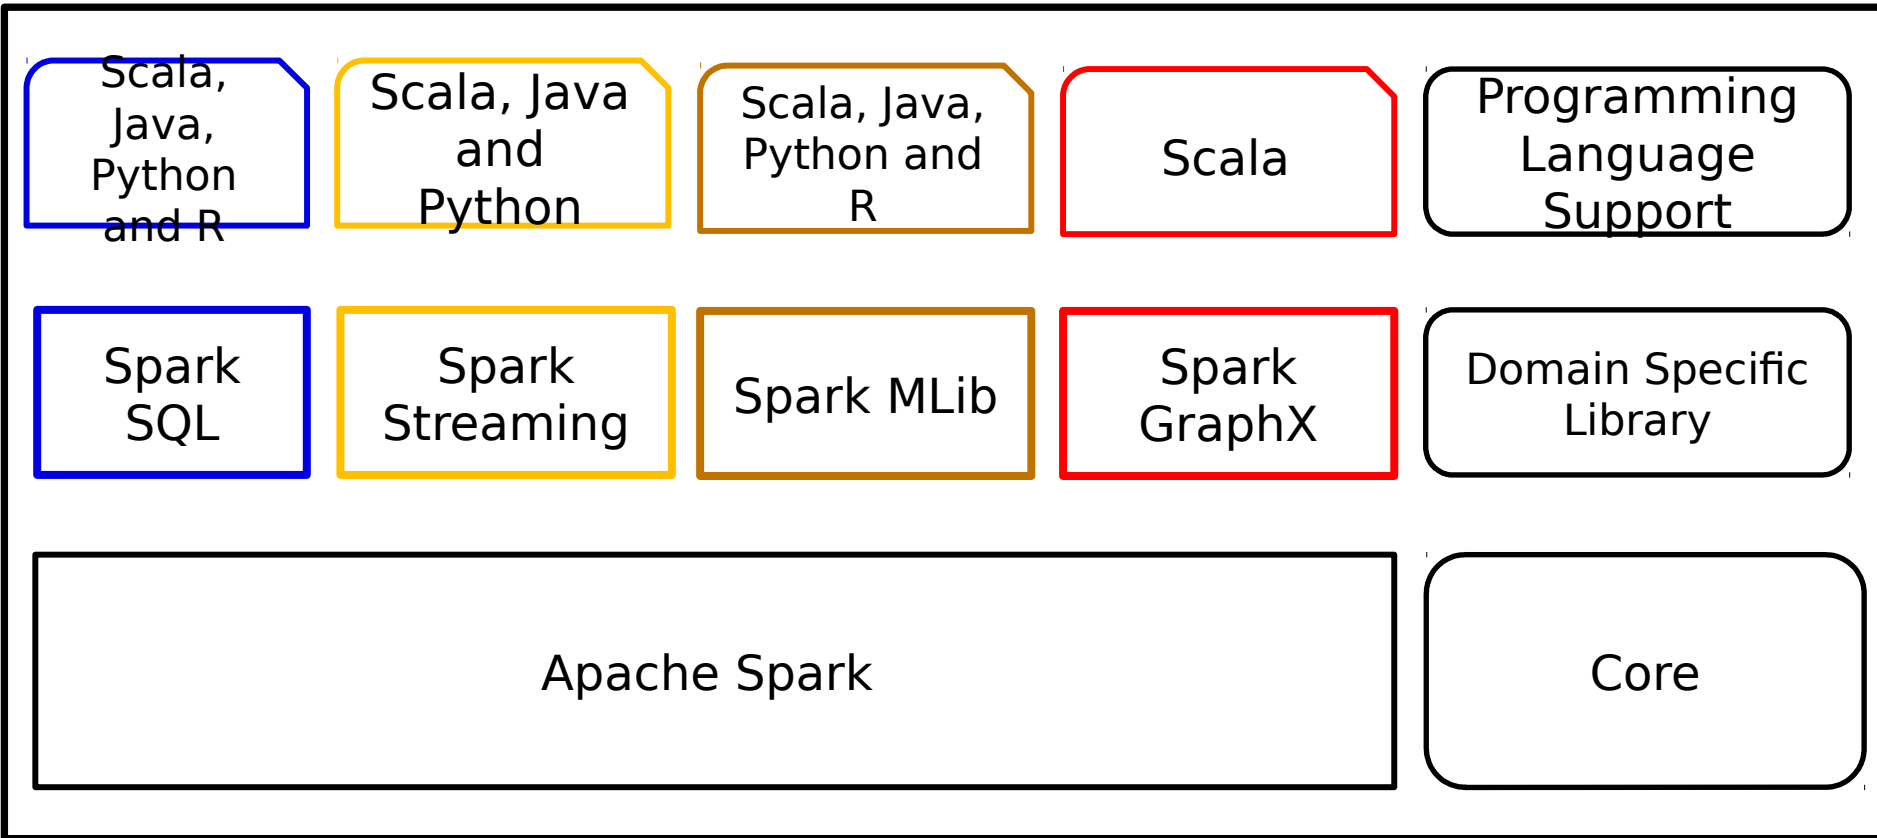 Scala,
Java,
Python
and R
Scala, Java
and
Python
Scala, Java,
Python and
R
Scala
Programming
Language
Support
Spark
SQL
Spark
Streaming
Spark MLib
Spark
GraphX
Domain Specific
Library
Apache Spark
Core